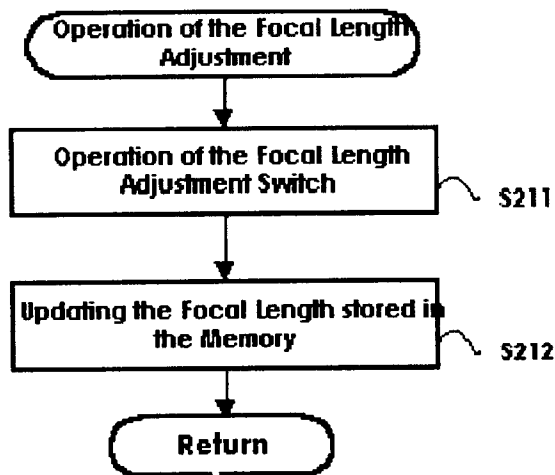 Operation of the Focal Length
Adjustment
Operation of the Focal Length
Adjustment Switch
S211
Updating the Focal Length stored in
the Memory
S212
Return